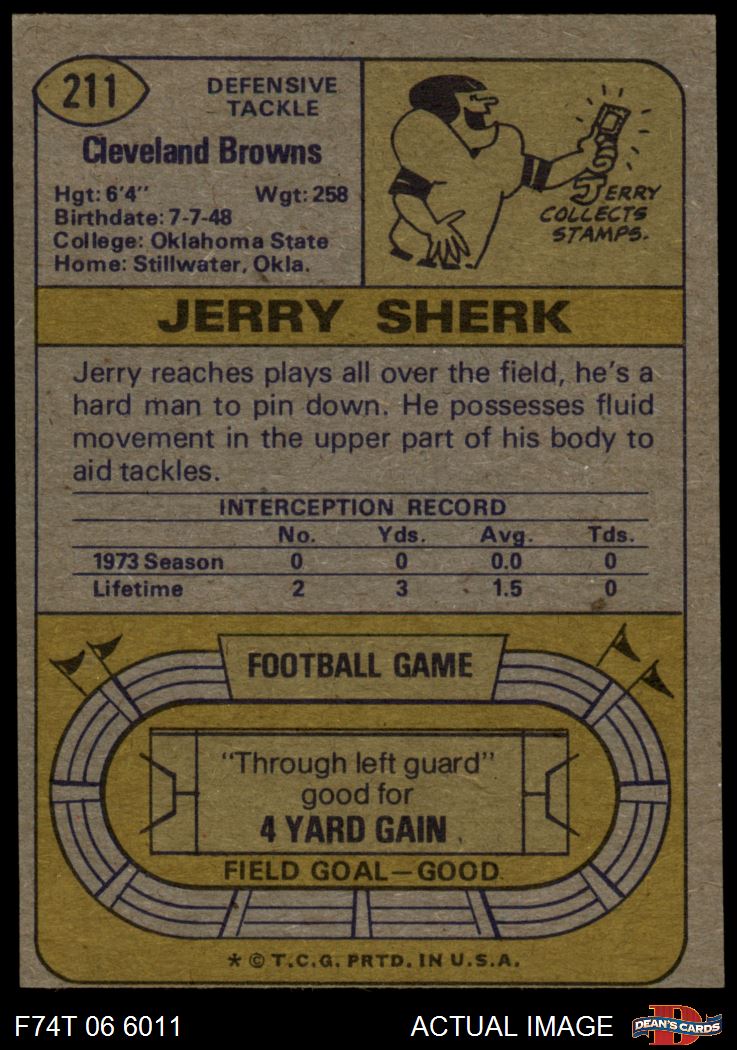 211
DEFENSIVE
TACKLE
Cleveland Browns
Hgt: 6'4" Wgt: 258
Birthdate: 7-7-48
College: Oklahoma State
Home: Stillwater, Okla.
JERRY
COLLECTS
STAMPS.
JERRY SHERK
Jerry reaches plays all over the field, he's a
hard man to pin down. He possesses fluid
movement in the upper part of his body to
aid tackles.
INTERCEPTION RECORD
No. Yds. Avg. Tds.
1973 Season 0 0 0.0 0
Lifetime 2 3 1.5 0
FOOTBALL GAME
"Through left guard"
good for
4 YARD GAIN
FIELD GOAL—GOOD
* © T.C.G. PRTD. IN U.S.A.
F74T 06 6011 ACTUAL IMAGE
D
DEAN'S CARDS